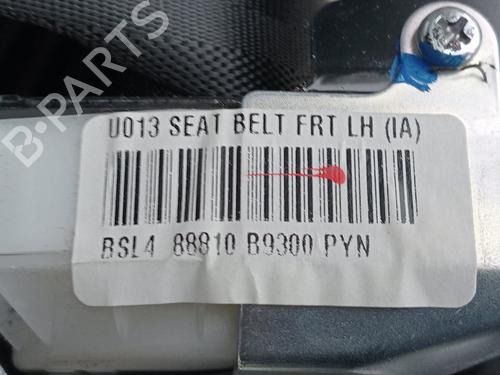 B-PARTS
U013 SEAT BELT FRT LH (IA)
BSL4 88810 B9300 PYN